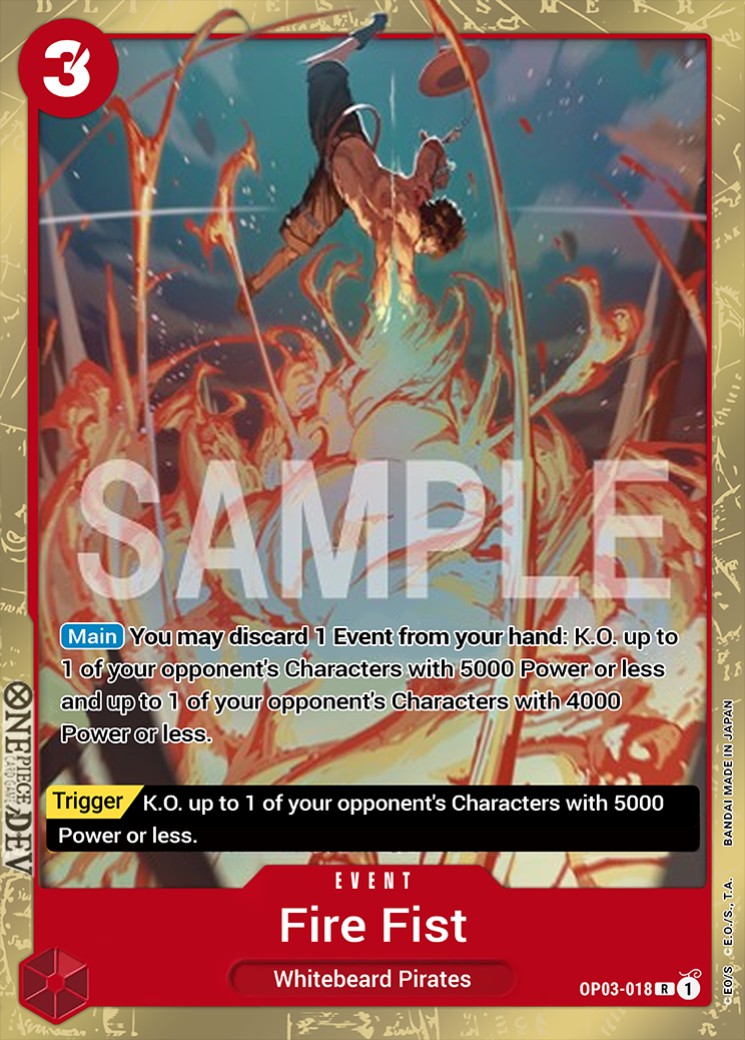 3
SAMPLE
Main You may discard 1 Event from your hand: K.O. up to
1 of your opponent's Characters with 5000 Power or less
and up to 1 of your opponent's Characters with 4000
Power or less.
Trigger K.O. up to 1 of your opponent's Characters with 5000
Power or less.
EVENT
Fire Fist
Whitebeard Pirates
OP03-018 R 1
ONE PIECE DEV
CARD GAME
©EO/S ©E.O./S., T.A. BANDAI MADE IN JAPAN